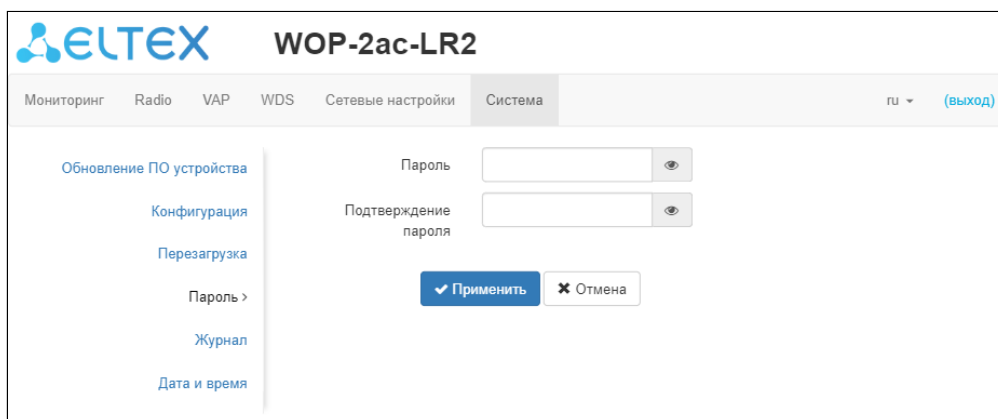 ELTEX WOP-2ac-LR2
Мониторинг Radio VAP WDS Сетевые настройки Система ru (выход)
Обновление ПО устройства
Конфигурация
Перезагрузка
Пароль >
Журнал
Дата и время
Пароль
Подтверждение
пароля
Применить Отмена